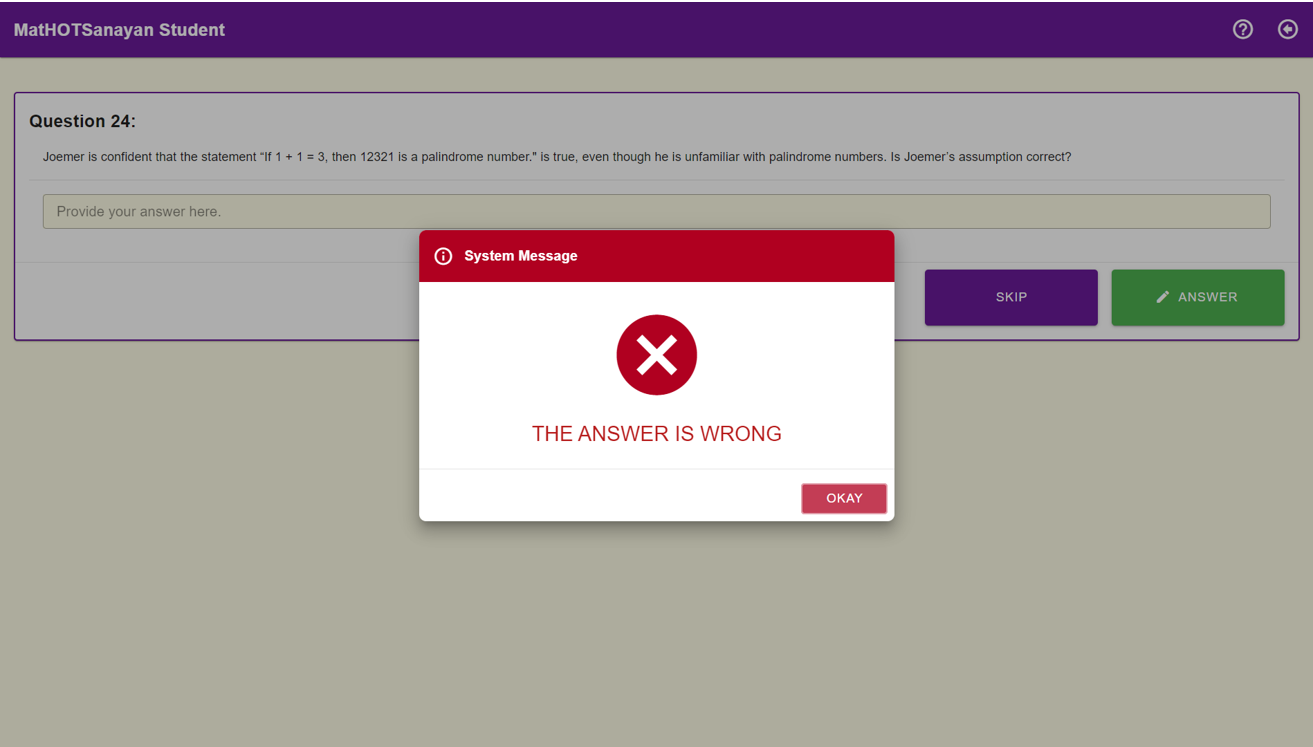 MatHOTSanayan Student
Question 24:
Joemer is confident that the statement “If 1 + 1 = 3, then 12321 is a palindrome number." is true, even though he is unfamiliar with palindrome numbers. Is Joemer’s assumption correct?
Provide your answer here.
System Message
SKIP
ANSWER
THE ANSWER IS WRONG
OKAY